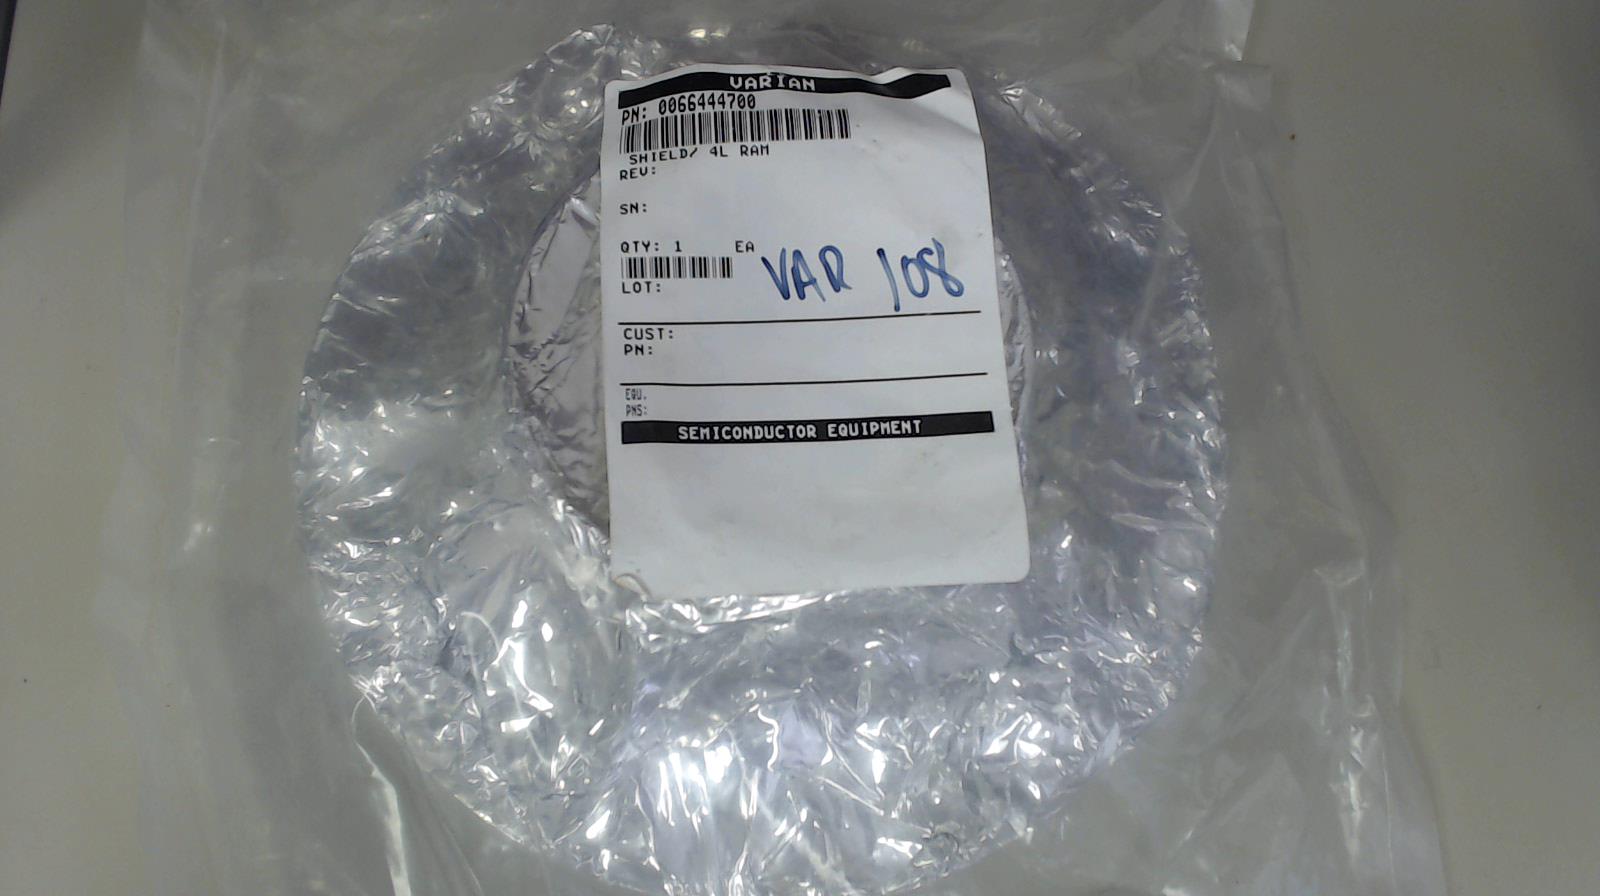 VARIAN
PN: 0066444700
SHIELD/ 4L RAM
REV:
SN:
QTY: 1 EA
VAR 108
LOT:
CUST:
PN:
EQU.
PNS:
SEMICONDUCTOR EQUIPMENT